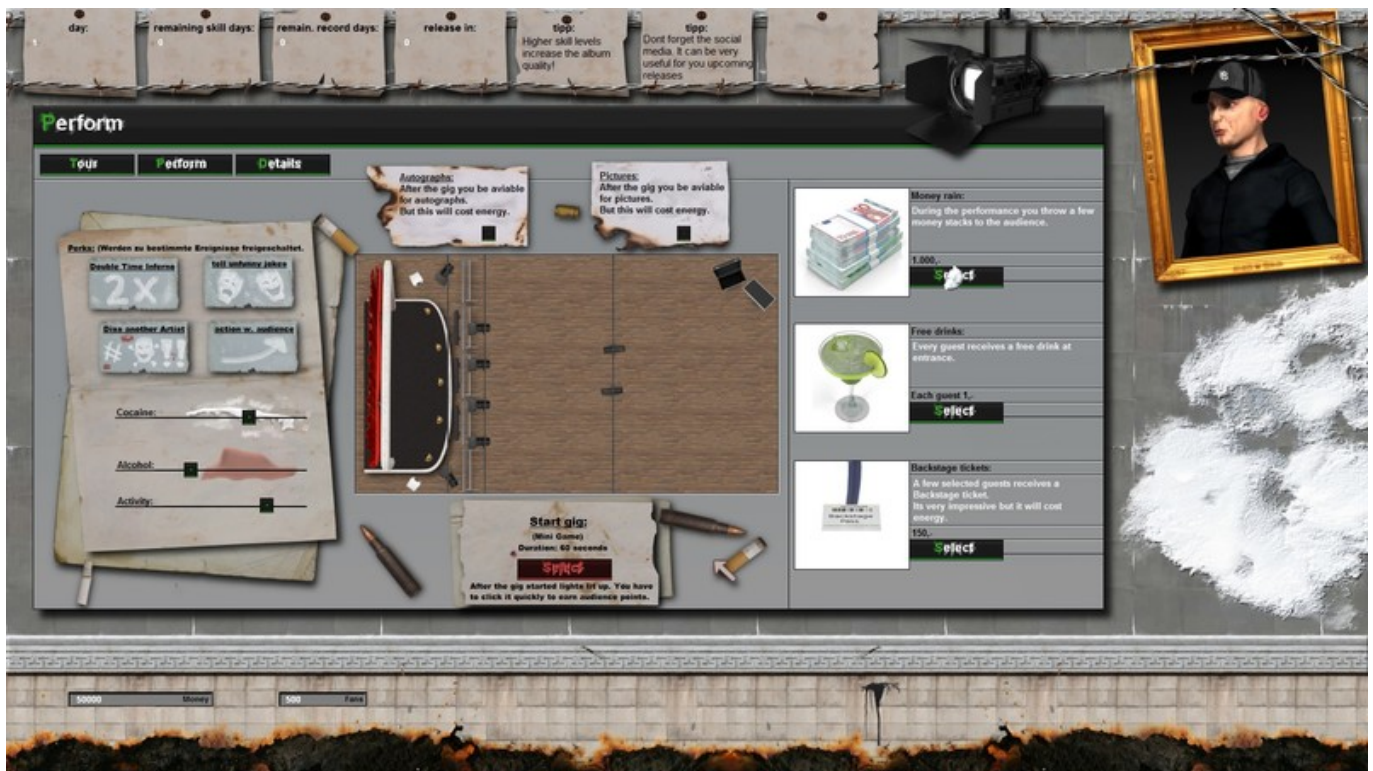 day:
1
remaining skill days:
0
remain. record days:
0
release in:
0
tipp:
Higher skill levels
increase the album
quality!
tipp:
Dont forget the social
media. It can be very
useful for you upcoming
releases
Perform
Tour
Perform
Details
Autographs:
After the gig you be aviable
for autographs.
But this will cost energy.
Pictures:
After the gig you be aviable
for pictures.
But this will cost energy.
Perks: (Werden zu bestimmte Ereignisse freigeschaltet.
Double Time Inferno
2X
tell unfunny jokes
Diss another Artist
action w. audience
Cocaine:
Alcohol:
Activity:
Start gig:
(Mini Game)
Duration: 60 seconds
Select
After the gig started lights lit up. You have
to click it quickly to earn audience points.
Money rain:
During the performance you throw a few
money stacks to the audience.
1.000,-
Select
Free drinks:
Every guest receives a free drink at
entrance.
Each guest 1,-
Select
Backstage tickets:
A few selected guests receives a
Backstage ticket.
Its very impressive but it will cost
energy.
150,-
Select
Backstage
Pass
50000 Money
500 Fans